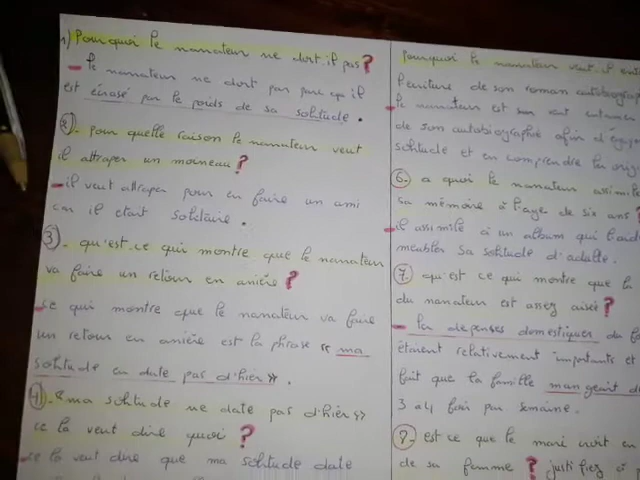 1) Pourquoi le narrateur ne dort-il pas?
- le narrateur ne dort pas parce qu'il
est écrasé par le poids de sa solitude.
2). Pour quelle raison le narrateur veut
il attraper un moineau?
- il veut attraper pour en faire un ami
car il était solitaire.
3). qu'est-ce qui montre que le narrateur
va faire un retour en arrière?
- ce qui montre que le narrateur va faire
un retour en arrière est la phrase « ma
solitude en date pas d'hier ».
4). « ma solitude ne date pas d'hier »
ce la veut dire quoi?
- ce la veut dire que ma solitude date
Pourquoi le narrateur veut-il
l'écriture de son roman
- le narrateur est
de son autobiographie afin
solitude et en comprendre
6. a quoi le narrateur
sa mémoire à l'age de six ans?
- il assimile à un album qui
meubler sa solitude d'adulte.
7 qu'est ce qui montre que la
du narrateur est assez aisée?
- les dépenses domestiques du
étaient relativement importants et
fait que la famille mangeait
3 a 4 fois par semaine.
8. est ce que le mari
de sa femme? justifiez